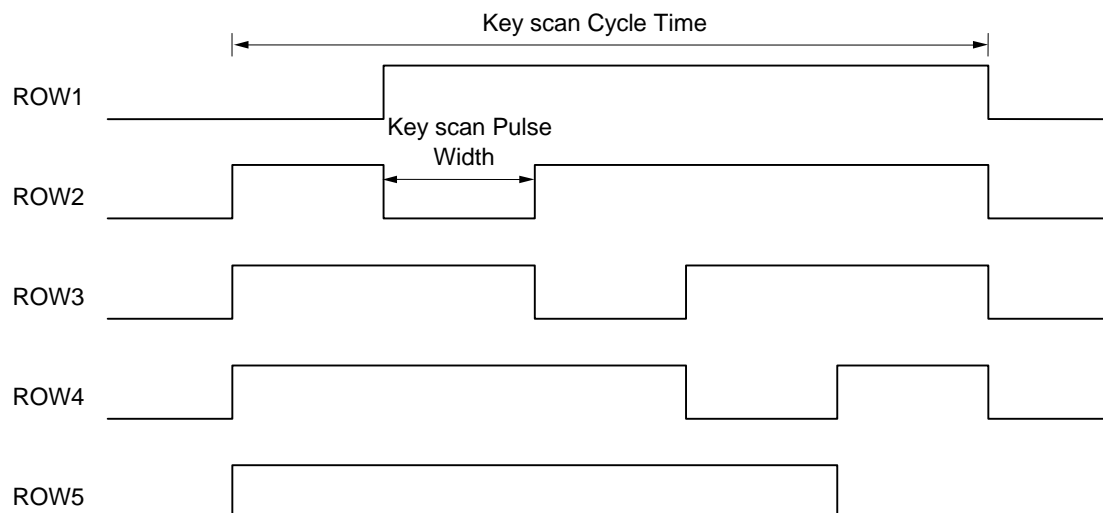 Key scan Cycle Time
ROW1
Key scan Pulse
Width
ROW2
ROW3
ROW4
ROW5